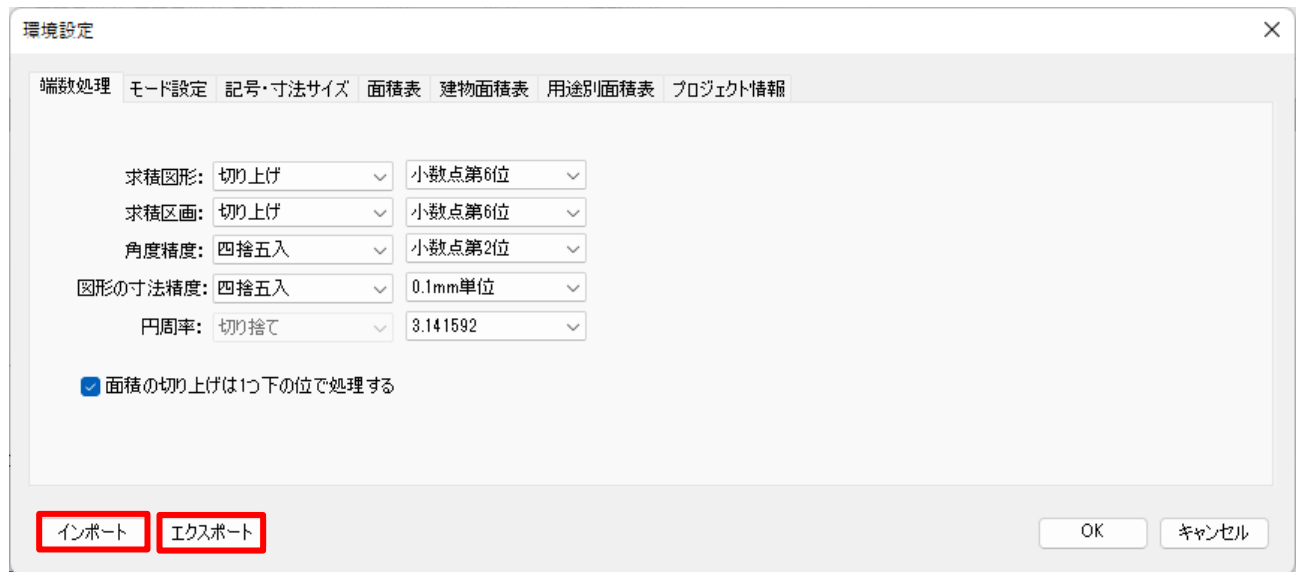 環境設定
端数処理 モード設定 記号・寸法サイズ 面積表 建物面積表 用途別面積表 プロジェクト情報
求積図形: 切り上げ 小数点第6位
求積区画: 切り上げ 小数点第6位
角度精度: 四捨五入 小数点第2位
図形の寸法精度: 四捨五入 0.1mm単位
円周率: 切り捨て 3.141592
面積の切り上げは1つ下の位で処理する
インポート エクスポート OK キャンセル